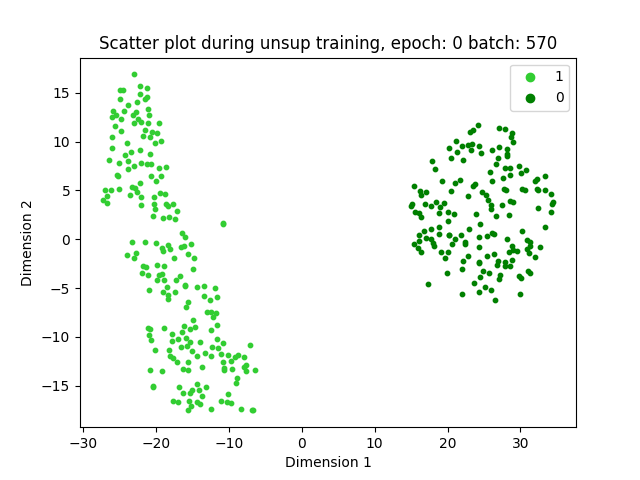 Scatter plot during unsup training, epoch: 0 batch: 570
1
0
15
10
5
0
−5
−10
−15
Dimension 2
−30 −20 −10 0 10 20 30
Dimension 1